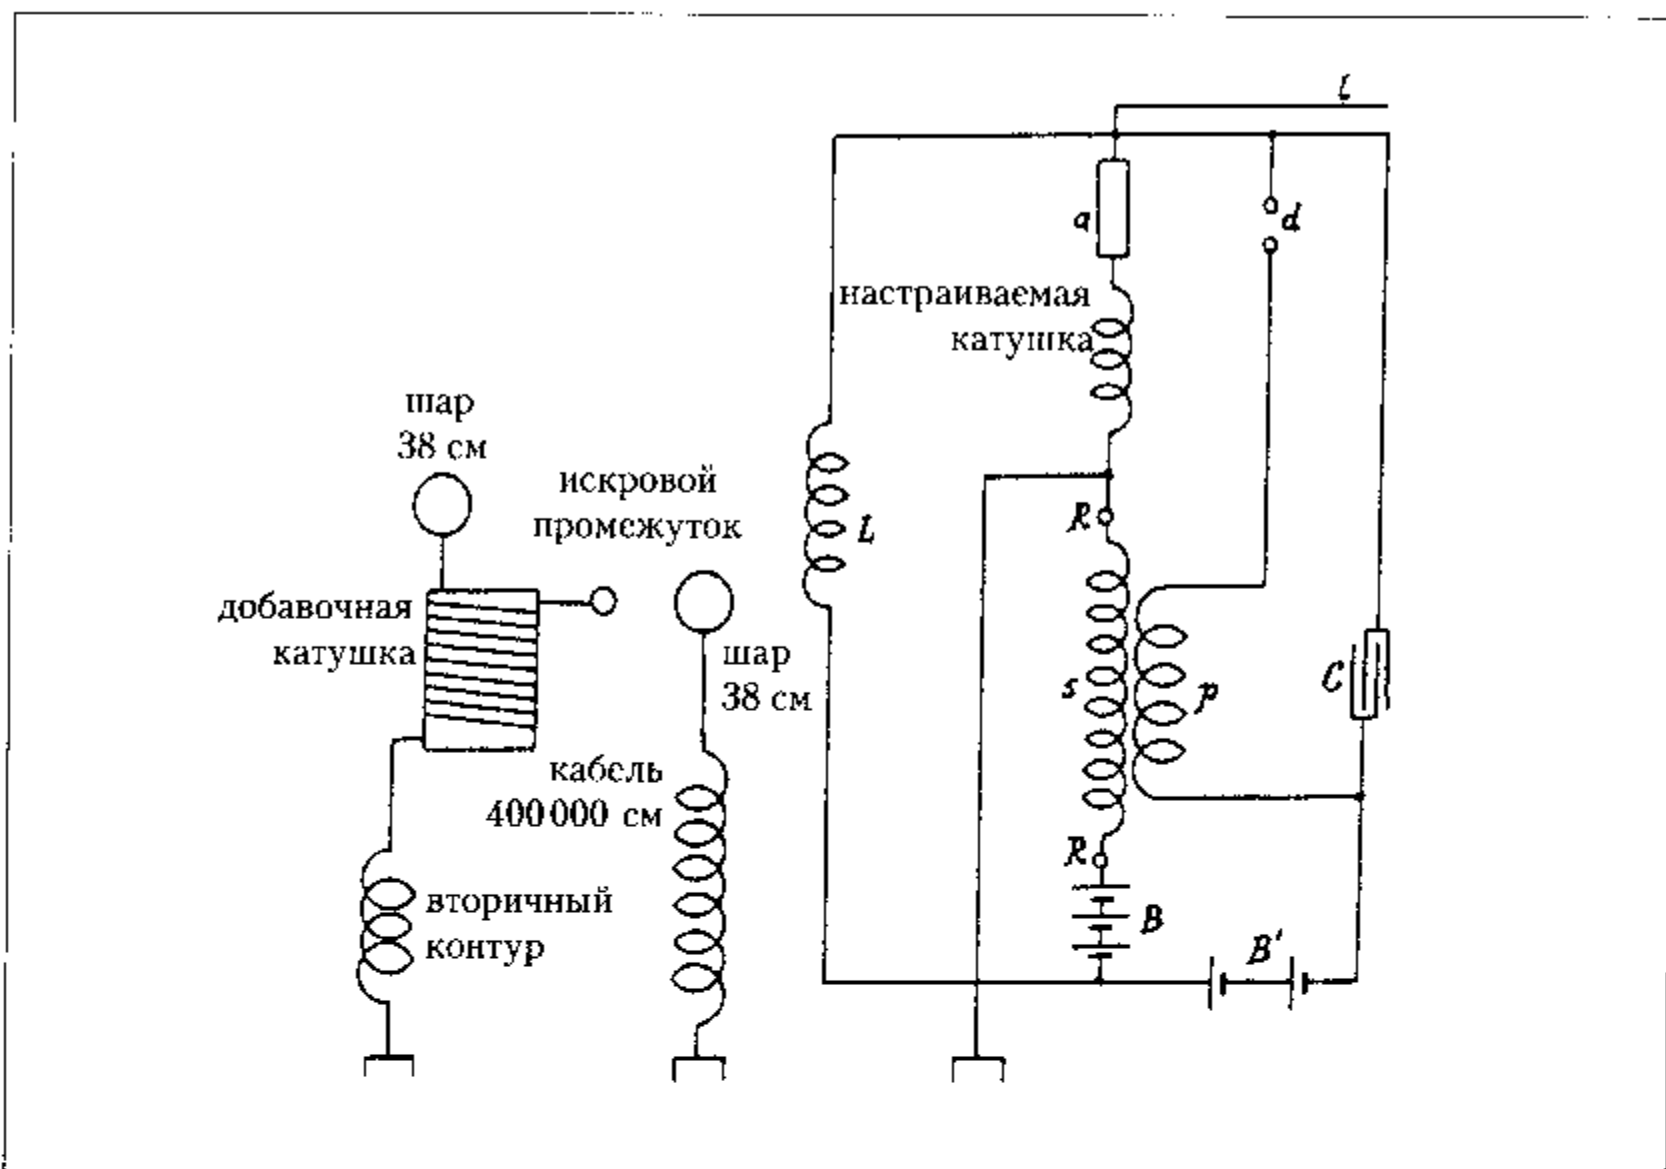 l
a
d
настраиваемая
катушка
шар
38 см
искровой
промежуток
R
L
добавочная
катушка
шар
38 см
s
p
C
кабель
400 000 см
R
вторичный
контур
B
B'